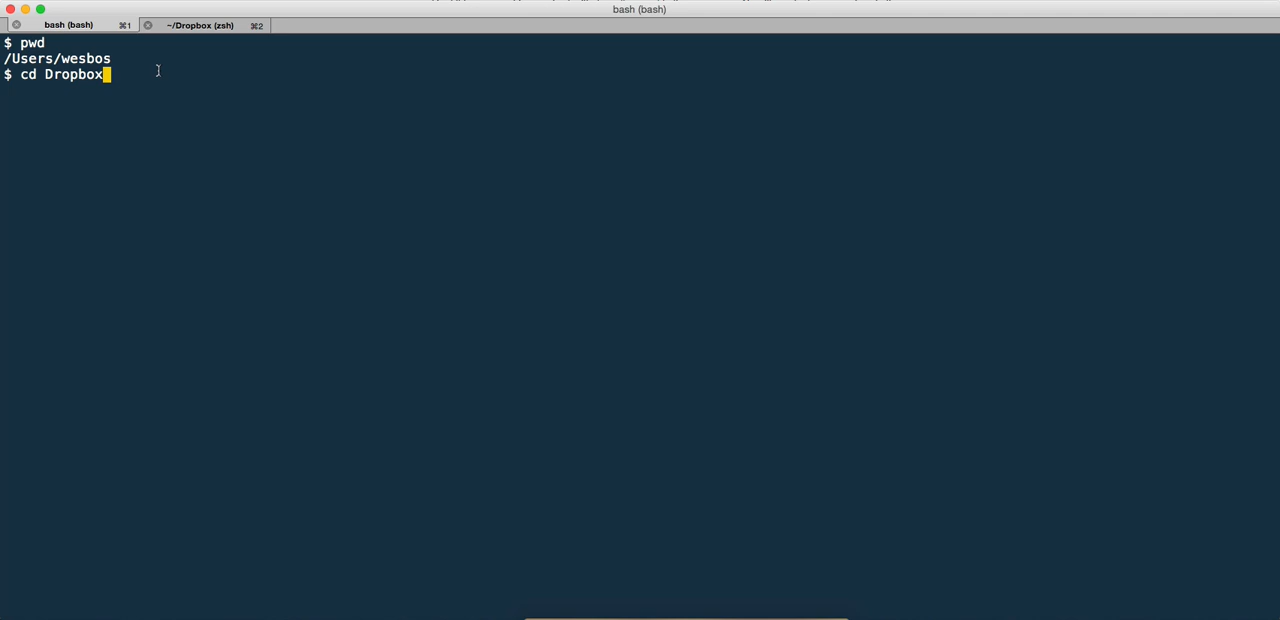 bash (bash)
bash (bash) ⌘1 ~/Dropbox (zsh) ⌘2
$ pwd
/Users/wesbos
$ cd Dropbox